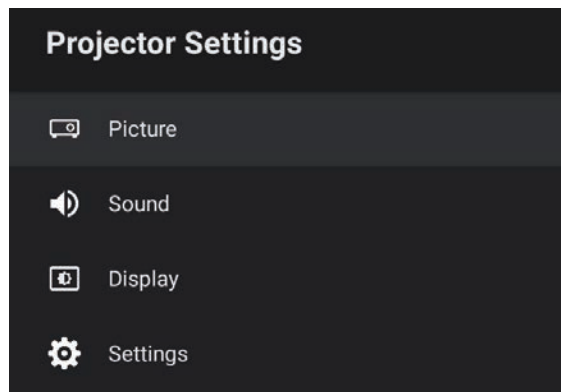 Projector Settings
Picture
Sound
Display
Settings